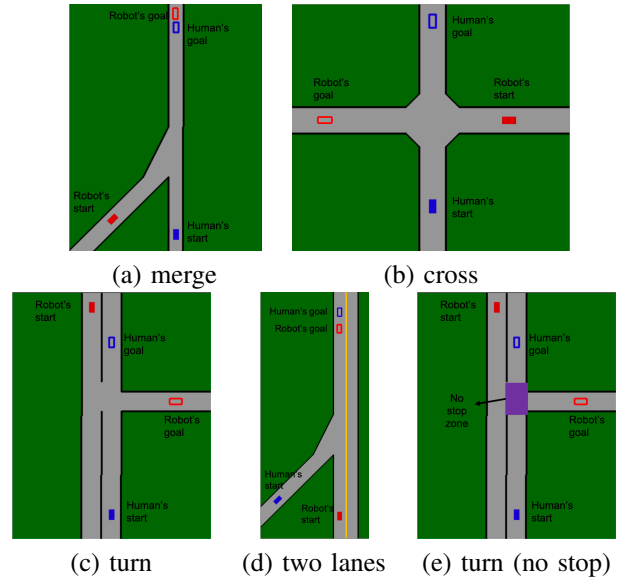 Robot's goal
Human's
goal
Robot's
start
Human's
start
(a) merge
Human's
goal
Robot's
goal
Robot's
start
Human's
start
(b) cross
Robot's
start
Human's
goal
Robot's
goal
Human's
start
(c) turn
Human's goal
Robot's goal
Human's
start
Robot's
start
(d) two lanes
Robot's
start
Human's
goal
No
stop
zone
Robot's
goal
Human's
start
(e) turn (no stop)